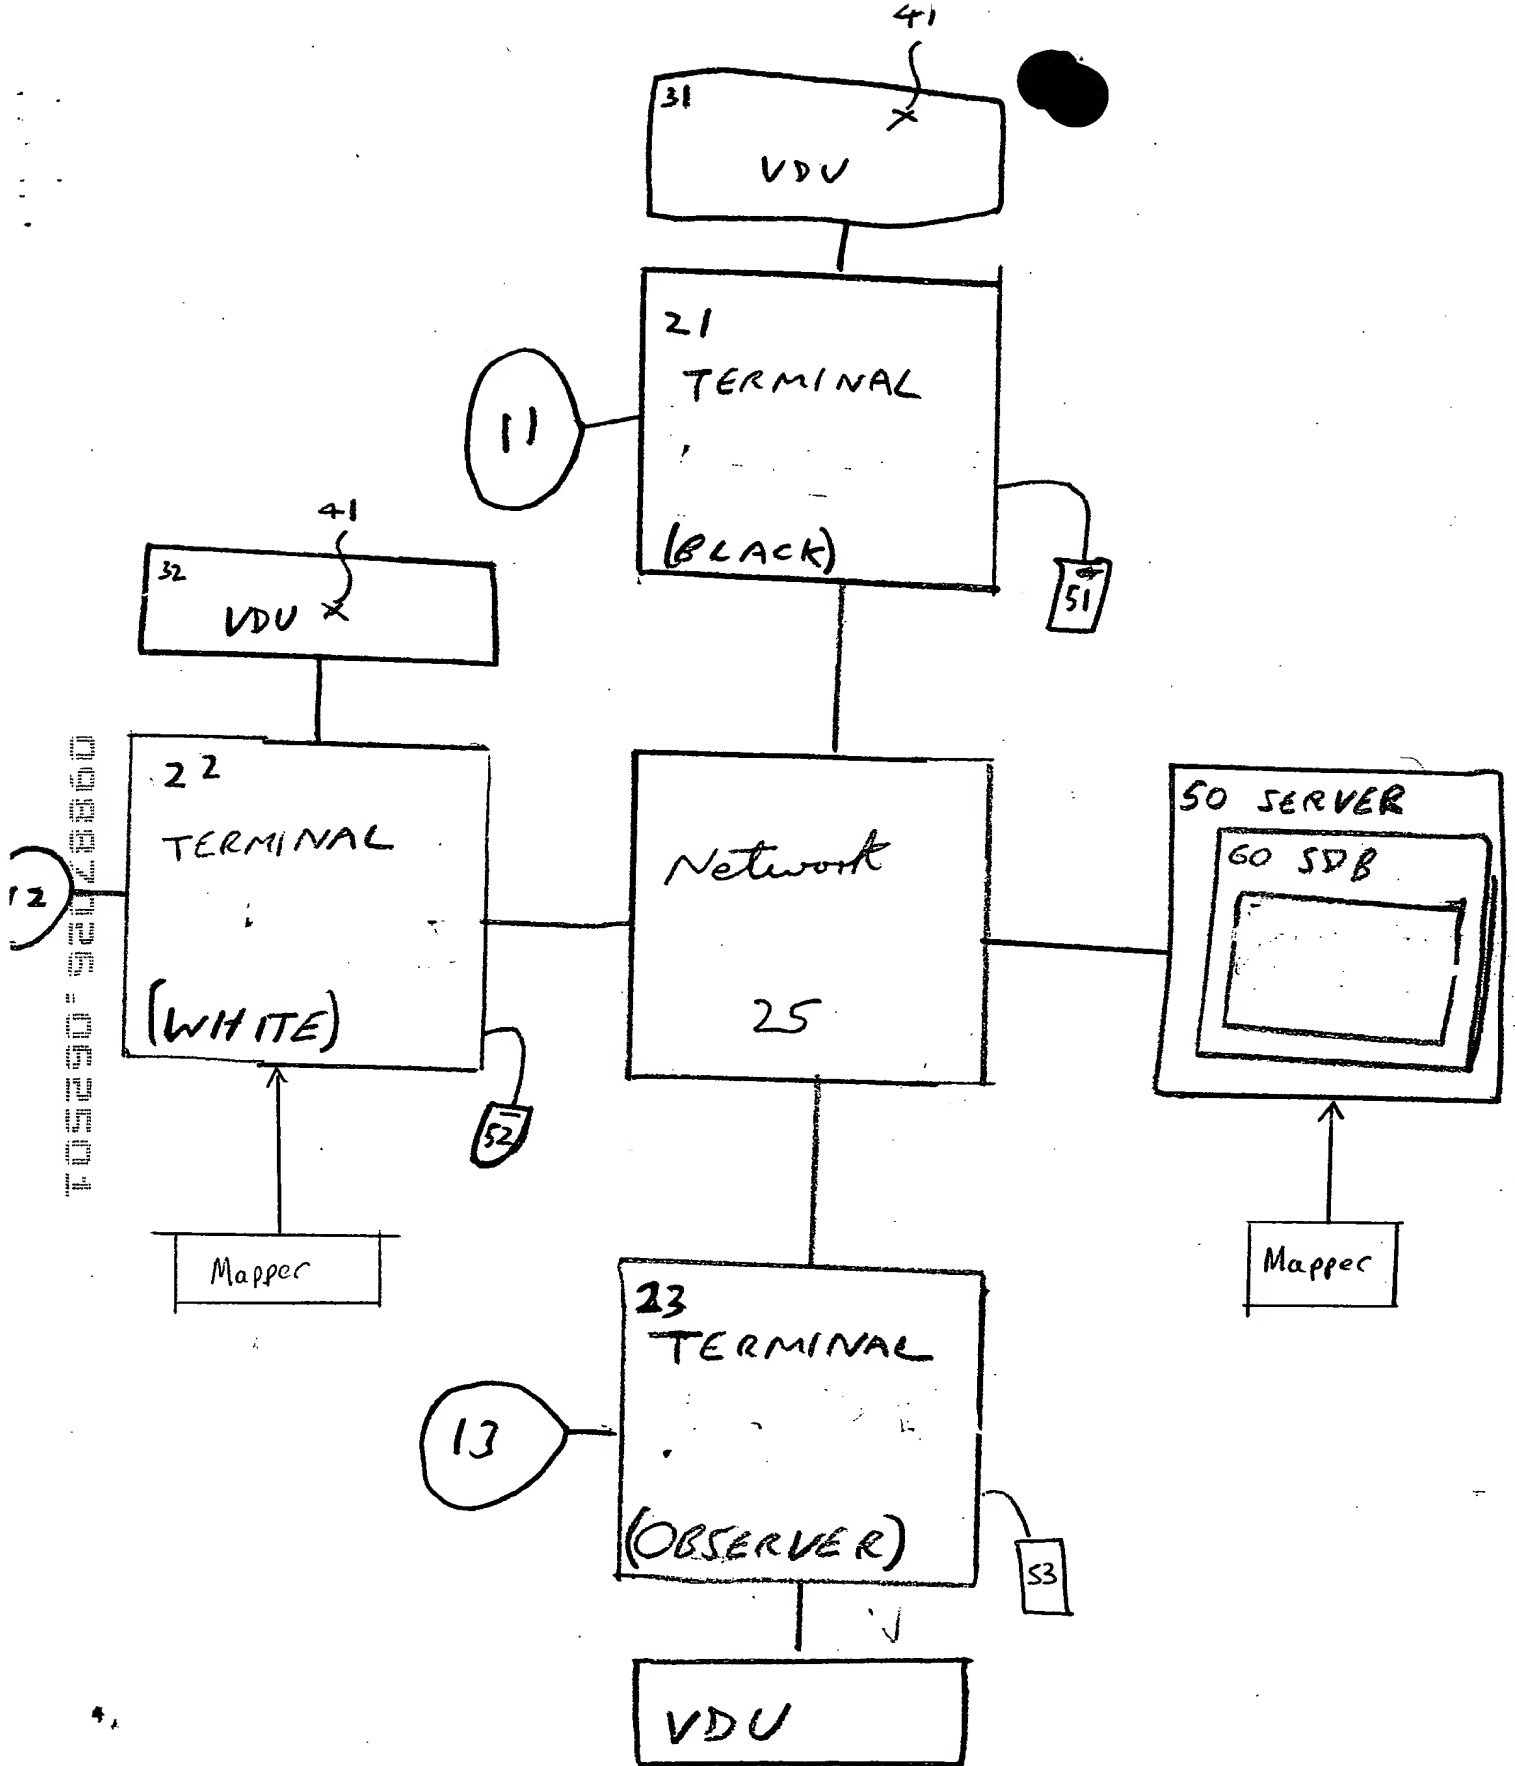 41
31
VDU
21
TERMINAL
11
(BLACK)
51
41
32
VDU
22
TERMINAL
12
(WHITE)
52
Network
25
50 SERVER
60 SDB
Mapper
Mapper
23
TERMINAL
13
(OBSERVER)
53
VDU